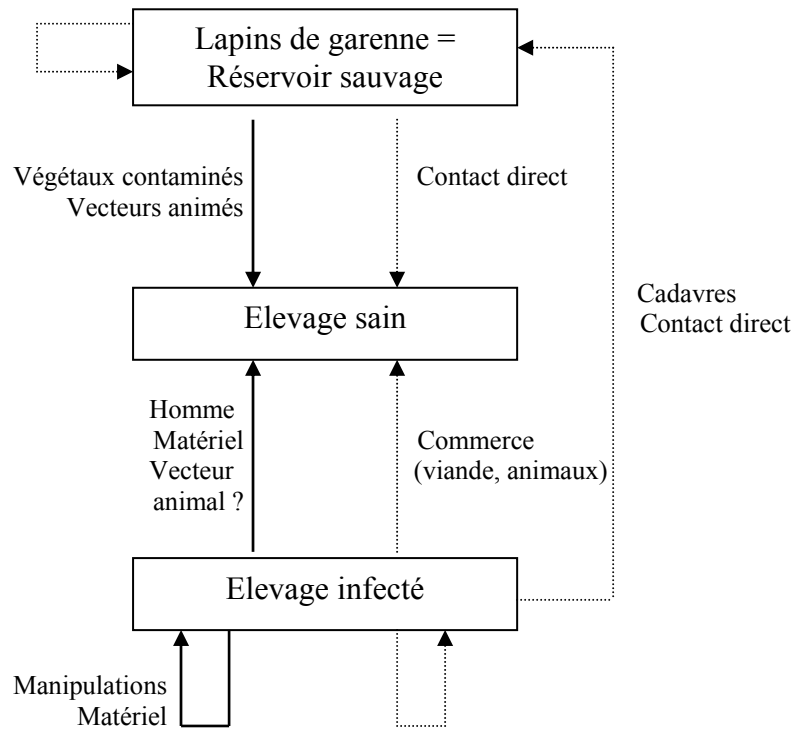 Lapins de garenne =
Réservoir sauvage
Végétaux contaminés
Vecteurs animés
Contact direct
Elevage sain
Cadavres
Contact direct
Homme
Matériel
Vecteur
animal ?
Commerce
(viande, animaux)
Elevage infecté
Manipulations
Matériel